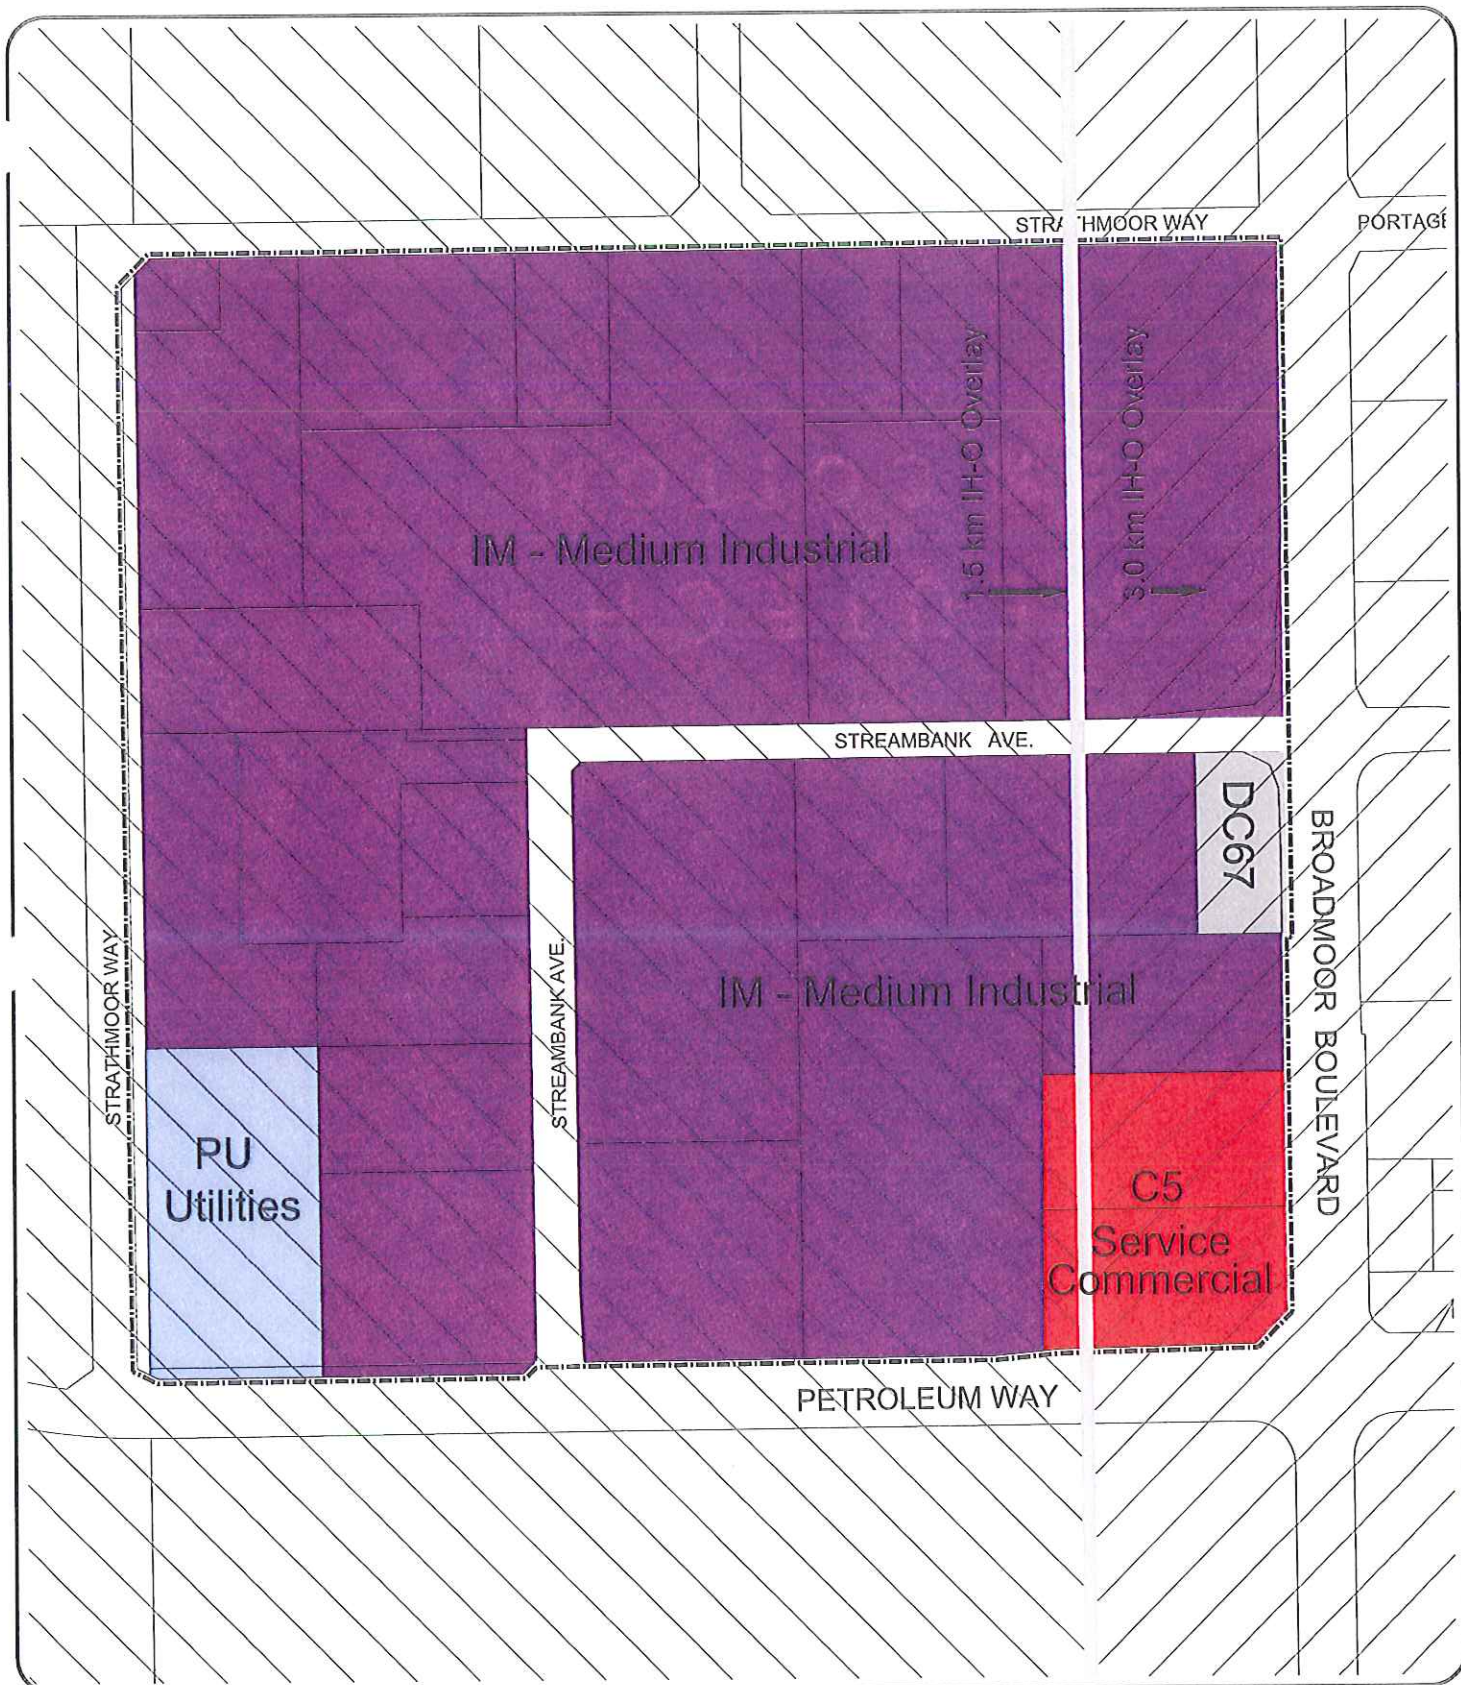 STRATHMOOR WAY
PORTAGE
1.5 km IH-O Overlay
3.0 km IH-O Overlay
IM - Medium Industrial
STREAMBANK AVE.
DC67
BROADMOOR BOULEVARD
STRATHMOOR WAY
STREAMBANK AVE.
IM - Medium Industrial
PU
Utilities
C5
Service
Commercial
PETROLEUM WAY